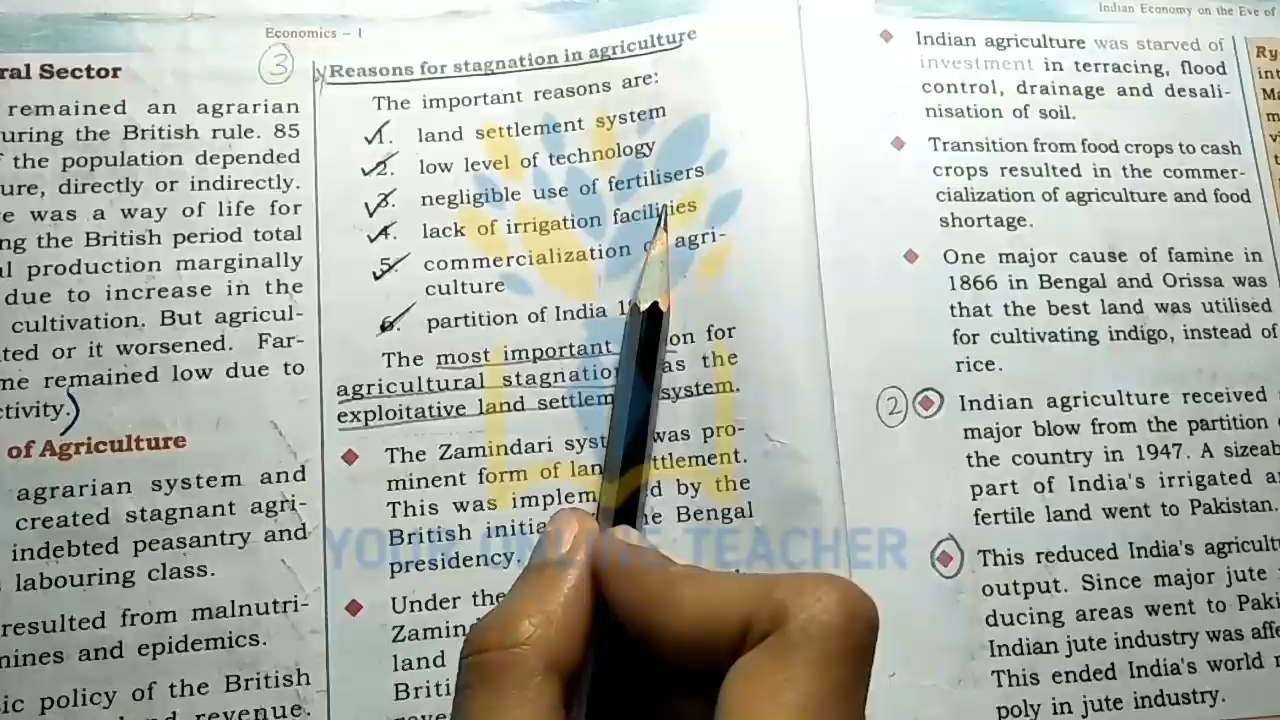 Economics – I
Indian Economy on the Eve of
ral Sector
remained an agrarian
uring the British rule. 85
the population depended
ure, directly or indirectly.
e was a way of life for
ng the British period total
l production marginally
due to increase in the
cultivation. But agricul-
ted or it worsened. Far-
me remained low due to
ctivity.
of Agriculture
agrarian system and
created stagnant agri-
indebted peasantry and
labouring class.
resulted from malnutri-
mines and epidemics.
ic policy of the British
revenue.
3
Reasons for stagnation in agriculture
The important reasons are:
1. land settlement system
2. low level of technology
3. negligible use of fertilisers
4. lack of irrigation facilities
5. commercialization agri-
culture
6. partition of India
The most important on for
agricultural stagnation as the
exploitative land settlem system.
The Zamindari syst was pro-
minent form of lan ttlement.
This was implem d by the
British initia e Bengal
presidency.
Under the
Zamin
land
Briti
Indian agriculture was starved of
investment in terracing, flood
control, drainage and desali-
nisation of soil.
Transition from food crops to cash
crops resulted in the commer-
cialization of agriculture and food
shortage.
One major cause of famine in
1866 in Bengal and Orissa was
that the best land was utilised
for cultivating indigo, instead of
rice.
2
Indian agriculture received
major blow from the partition
the country in 1947. A sizeab
part of India's irrigated a
fertile land went to Pakistan.
This reduced India's agricult
output. Since major jute
ducing areas went to Paki
Indian jute industry was affe
This ended India's world
poly in jute industry.
Ry
int
Ma
m
YOUR ONLINE TEACHER